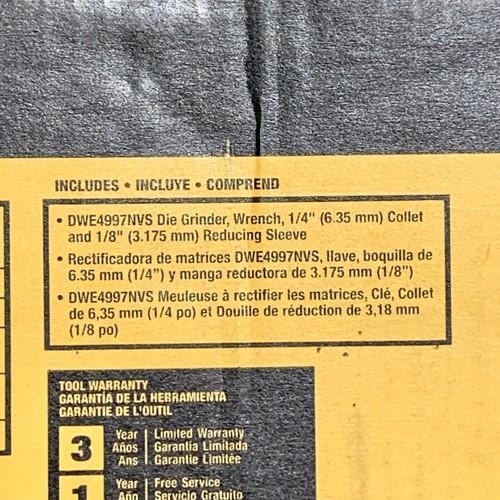 INCLUDES • INCLUYE • COMPREND
• DWE4997NVS Die Grinder, Wrench, 1/4" (6.35 mm) Collet
and 1/8" (3.175 mm) Reducing Sleeve
• Rectificadora de matrices DWE4997NVS, llave, boquilla de
6.35 mm (1/4") y manga reductora de 3.175 mm (1/8")
• DWE4997NVS Meuleuse à rectifier les matrices, Clé, Collet
de 6,35 mm (1/4 po) et Douille de réduction de 3,18 mm
(1/8 po)
TOOL WARRANTY
GARANTÍA DE LA HERRAMIENTA
GARANTIE DE L'OUTIL
3
Year Limited Warranty
Años Garantía Limitada
Ans Garantie Limitée
1
Year Free Service
Año Servicio Gratuito